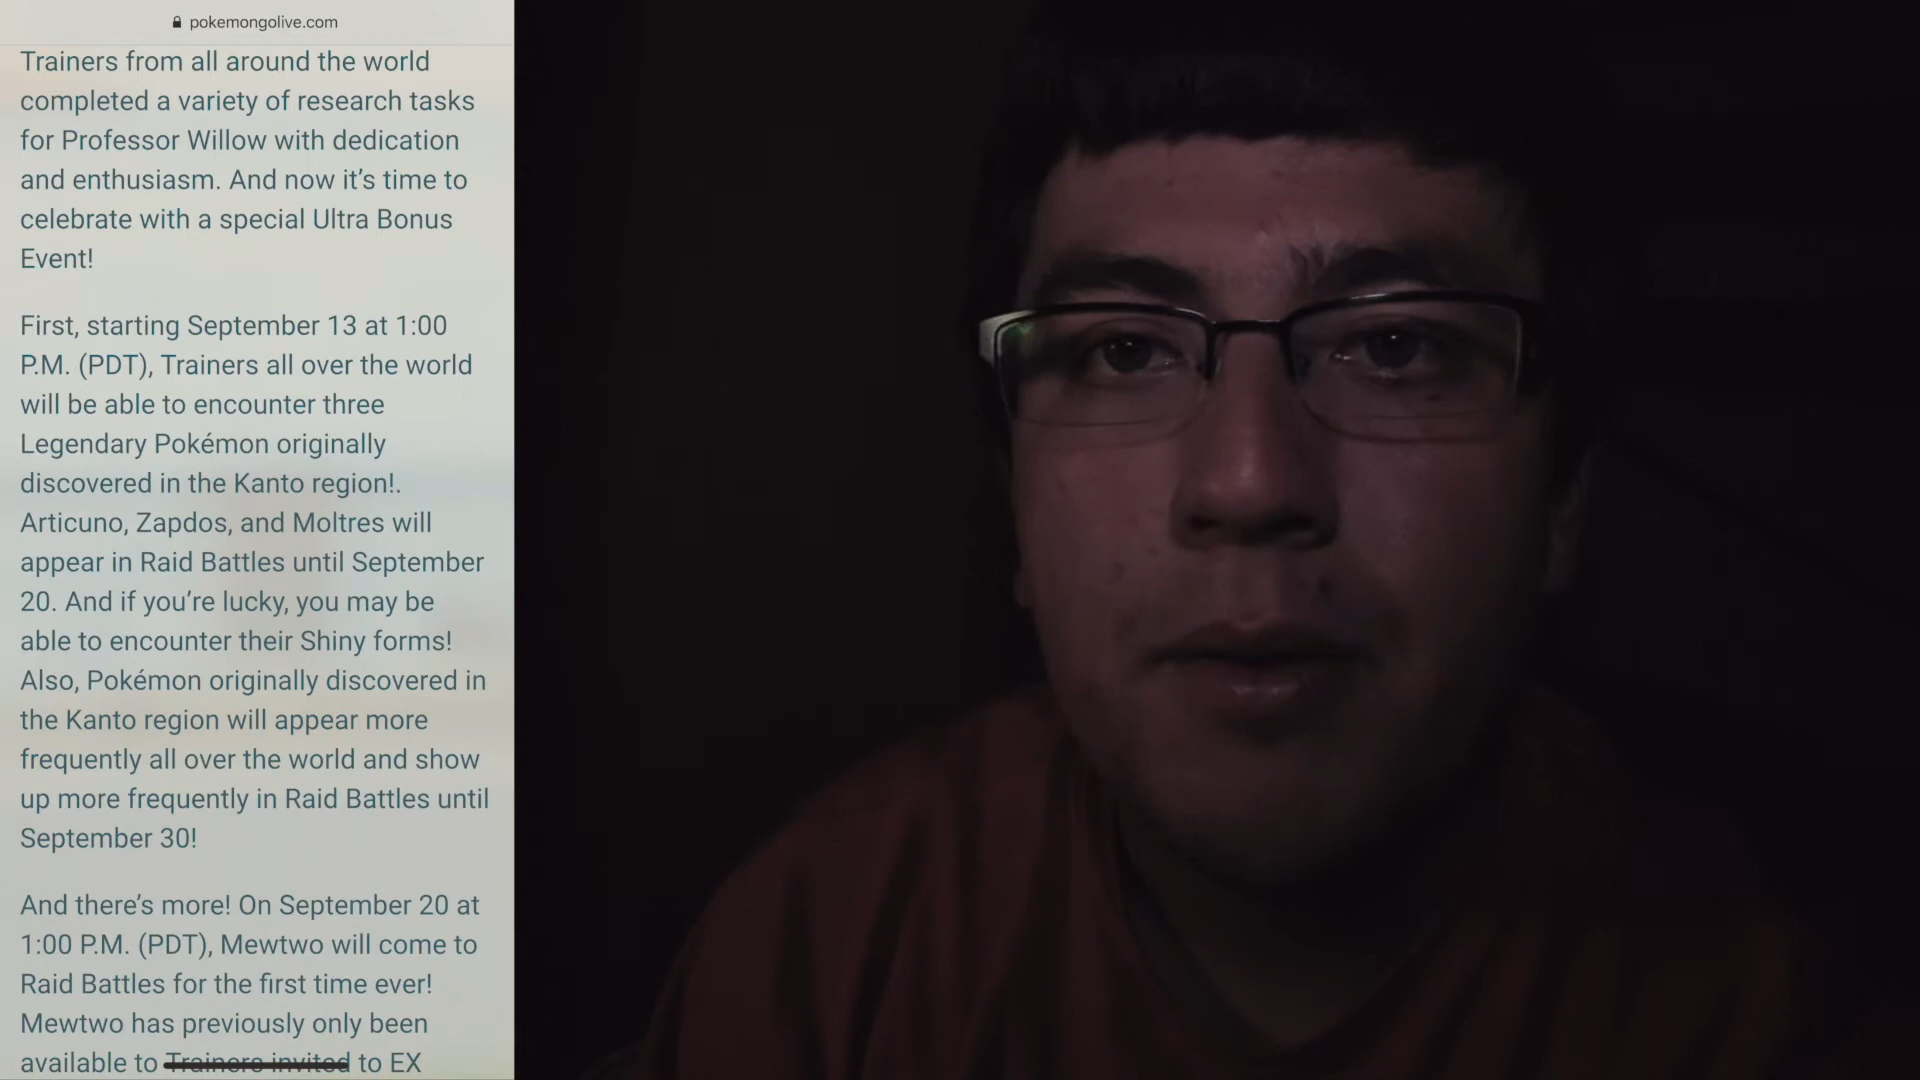 pokemongolive.com
Trainers from all around the world
completed a variety of research tasks
for Professor Willow with dedication
and enthusiasm. And now it’s time to
celebrate with a special Ultra Bonus
Event!
First, starting September 13 at 1:00
P.M. (PDT), Trainers all over the world
will be able to encounter three
Legendary Pokémon originally
discovered in the Kanto region!.
Articuno, Zapdos, and Moltres will
appear in Raid Battles until September
20. And if you’re lucky, you may be
able to encounter their Shiny forms!
Also, Pokémon originally discovered in
the Kanto region will appear more
frequently all over the world and show
up more frequently in Raid Battles until
September 30!
And there’s more! On September 20 at
1:00 P.M. (PDT), Mewtwo will come to
Raid Battles for the first time ever!
Mewtwo has previously only been
available to Trainers invited to EX